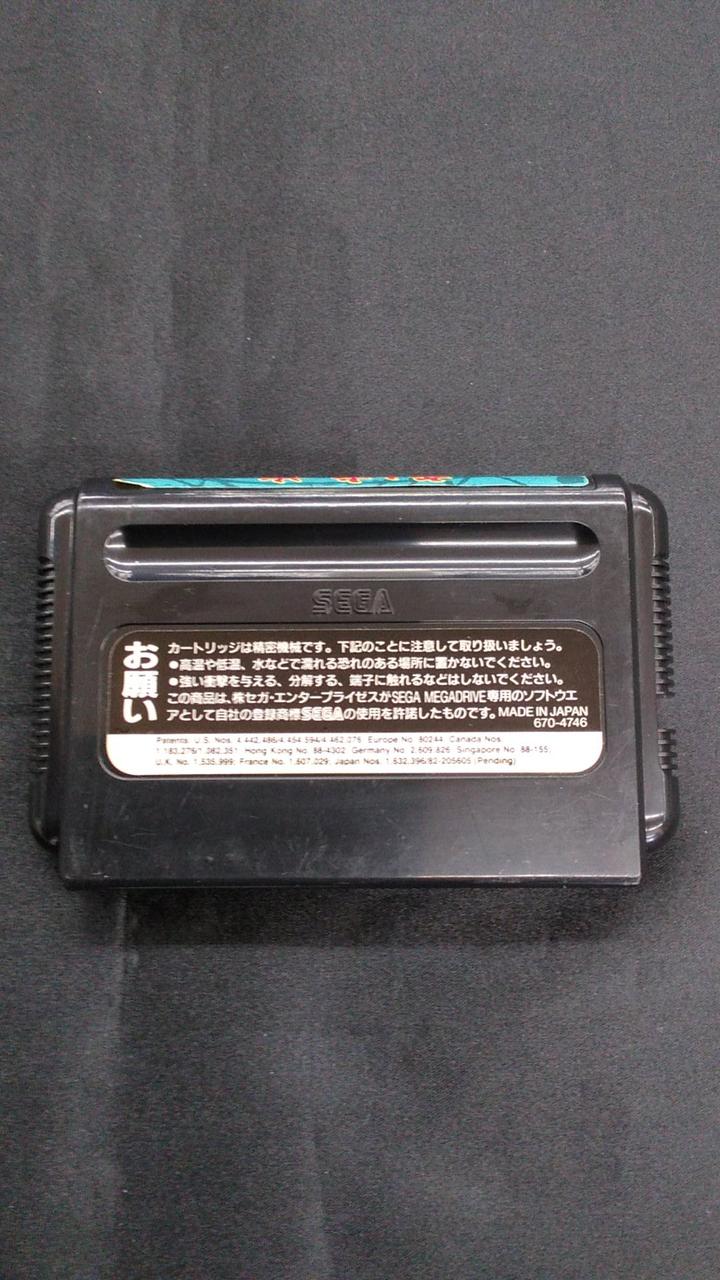 SEGA
お願い
カートリッジは精密機械です。下記のことに注意して取り扱いましょう。
●高温や低温、水などで濡れる恐れのある場所に置かないでください。
●強い衝撃を与える、分解する、端子に触れるなどはしないでください。
この商品は、株セガ・エンタープライゼスがSEGA MEGADRIVE専用のソフトウエ
アとして自社の登録商標SEGAの使用を許諾したものです。MADE IN JAPAN
670-4746
Patents: U.S. Nos. 4,442,486/4,454,594/4,462,076; Europe No. 80244; Canada Nos.
1,183,276/1,082,351; Hong Kong No. 88-4302; Germany No. 2,609,826; Singapore No. 88-155;
U.K. No. 1,535,999; France No. 1,607,029; Japan Nos. 1,632,396/82-205605 (Pending)